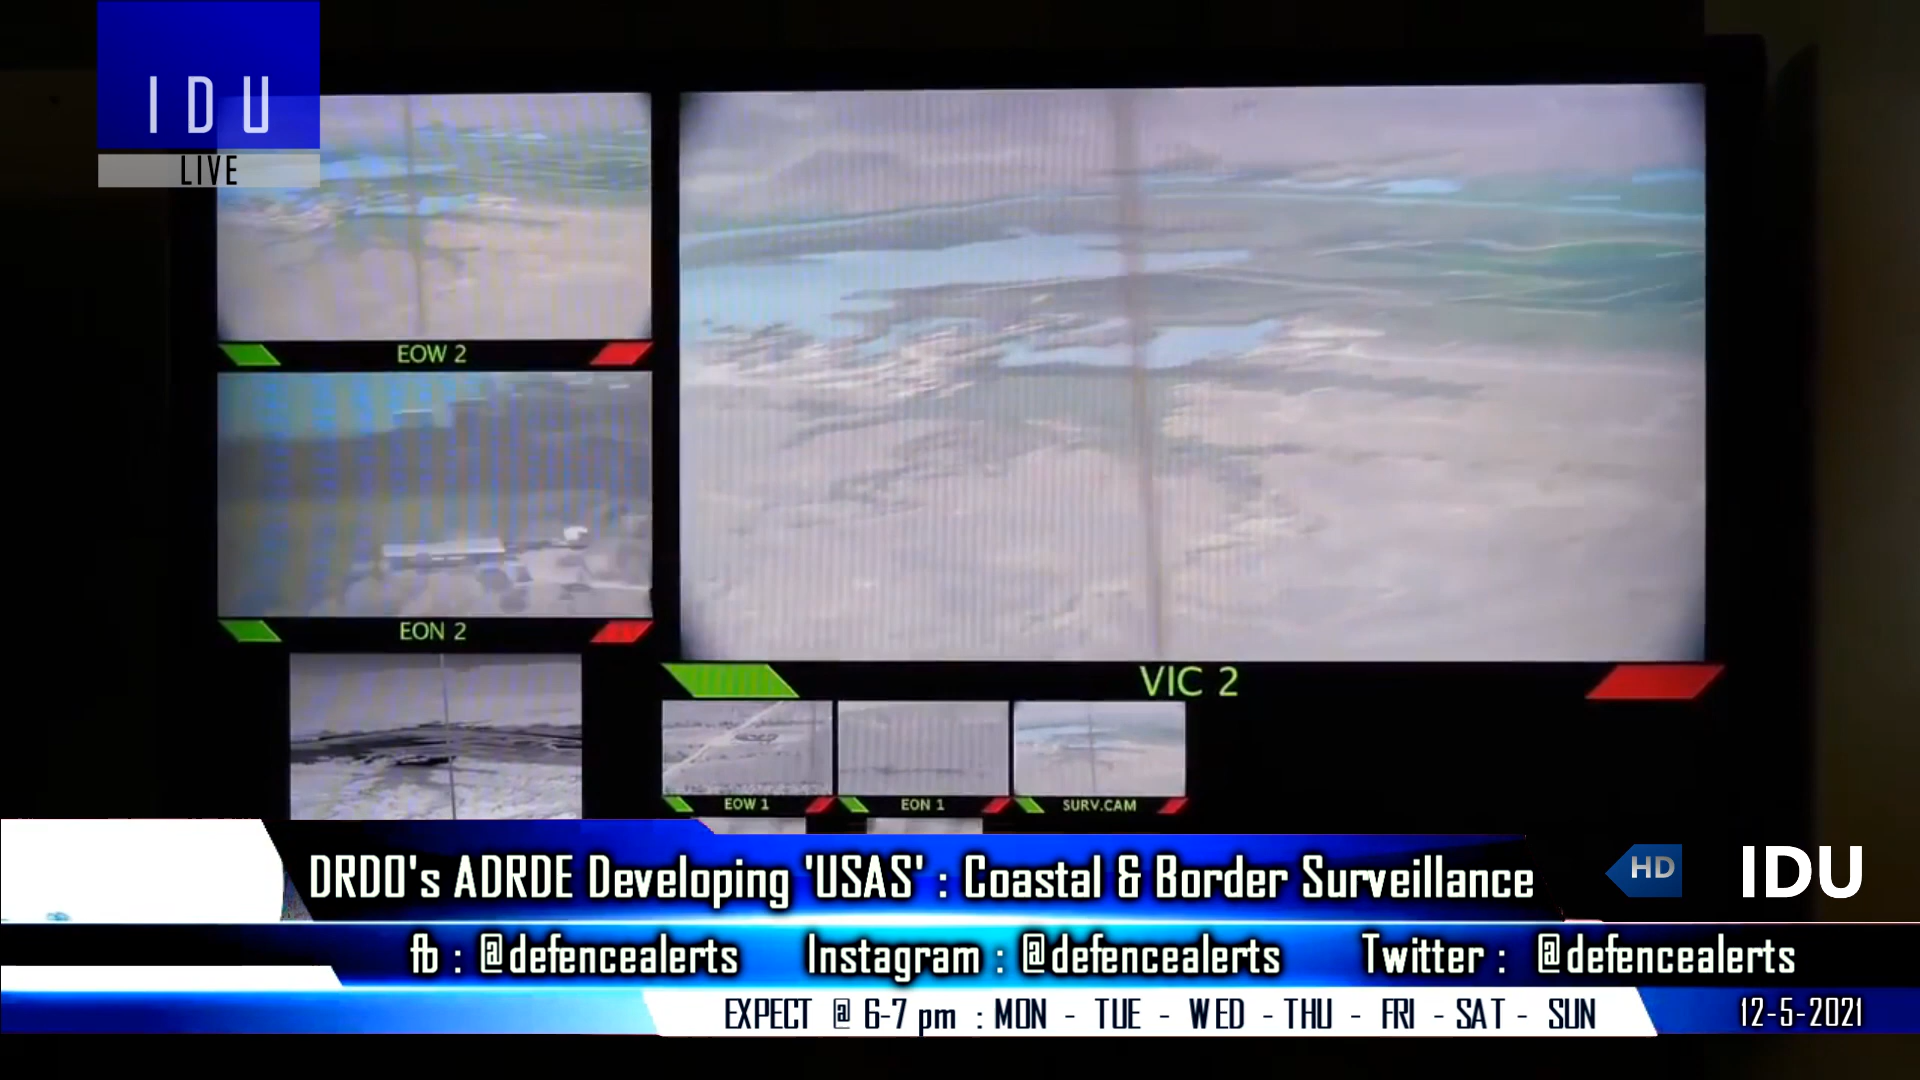 IDU
LIVE
EOW 2
EON 2
VIC 2
EOW 1
EON 1
SURV.CAM
DRDO's ADRDE Developing 'USAS' : Coastal & Border Surveillance
HD
IDU
fb : @defencealerts Instagram : @defencealerts Twitter : @defencealerts
EXPECT @ 6-7 pm : MON - TUE - WED - THU - FRI - SAT - SUN
12-5-2021